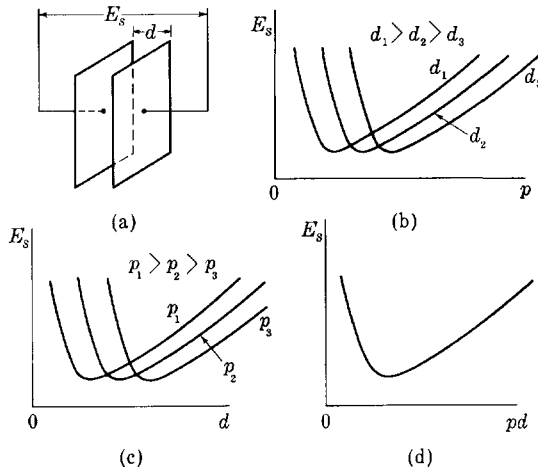 E_s
d
(a)
E_s
d_1 > d_2 > d_3
d_1
d_2
d_3
0
p
(b)
E_s
p_1 > p_2 > p_3
p_1
p_2
p_3
0
d
(c)
E_s
0
pd
(d)